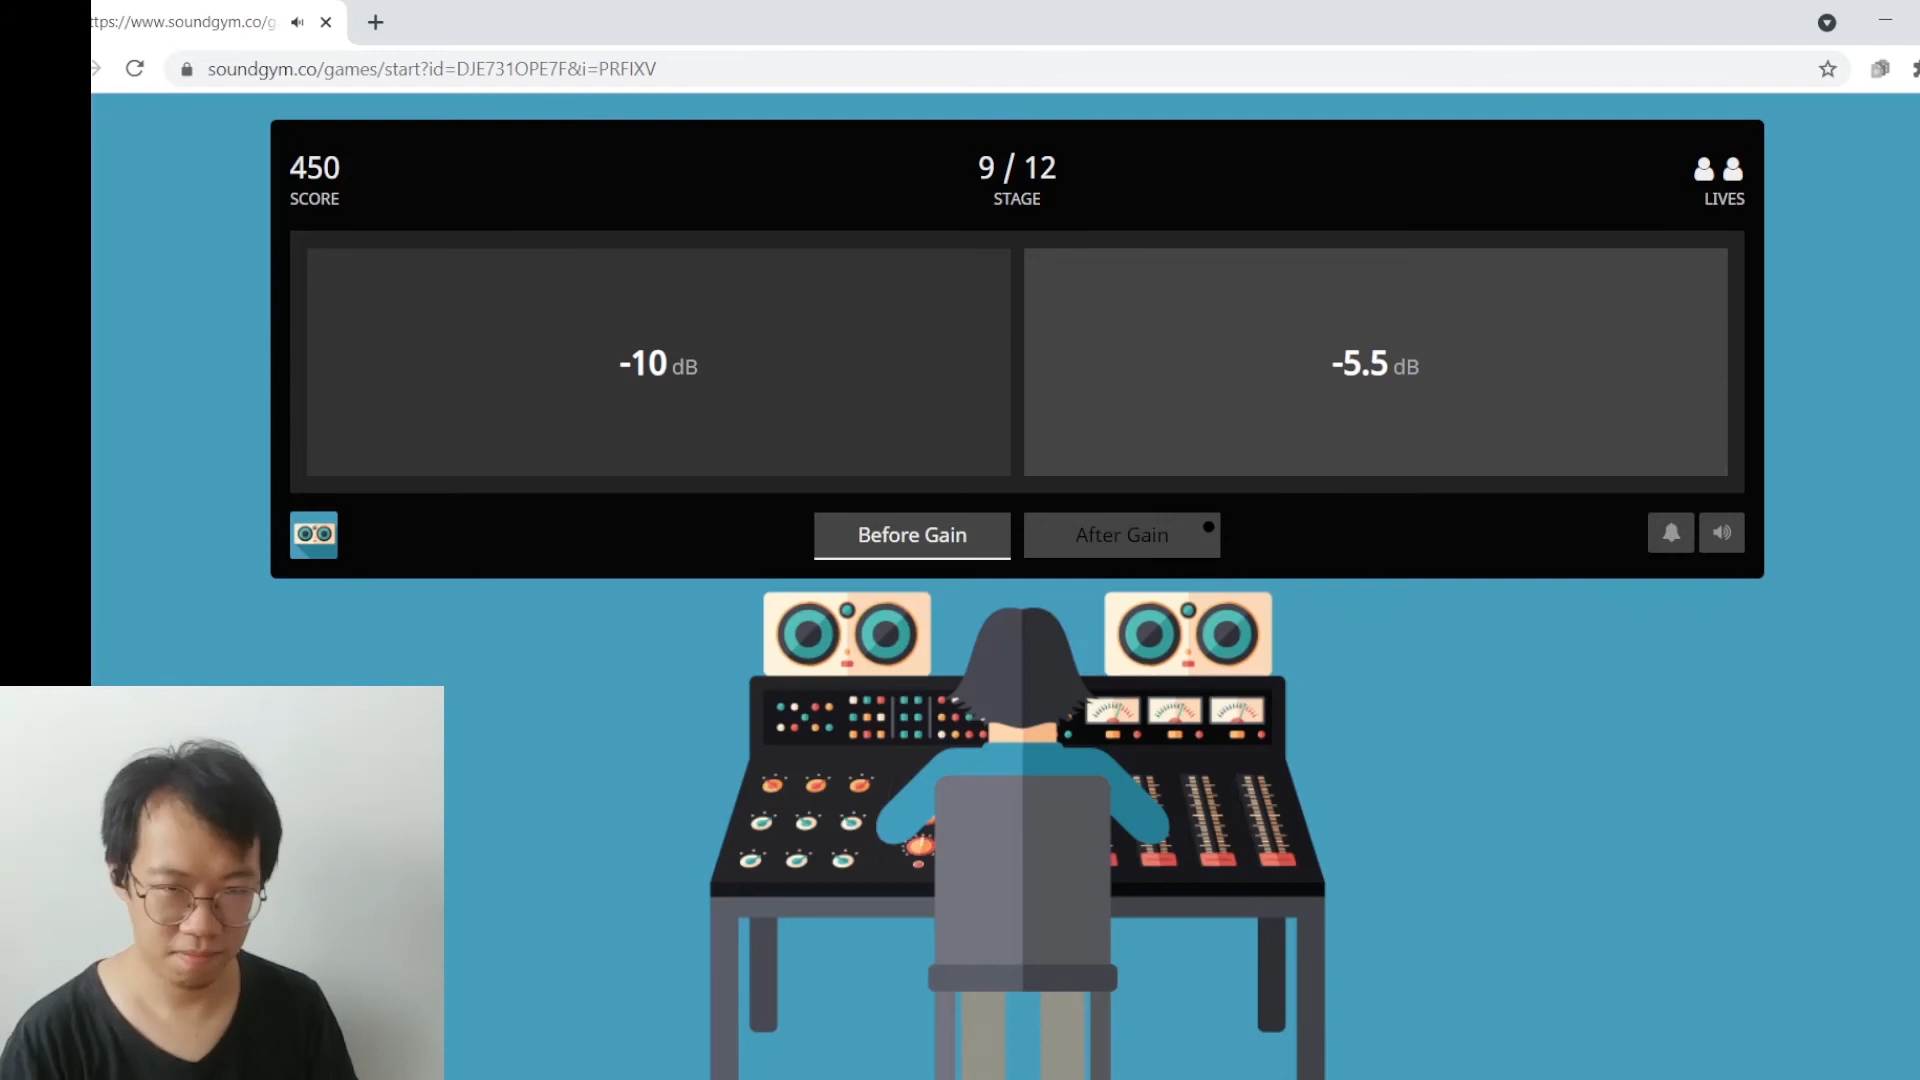 ttps://www.soundgym.co/g
soundgym.co/games/start?id=DJE731OPE7F&i=PRFIXV
450
SCORE
9 / 12
STAGE
LIVES
-10 dB
-5.5 dB
Before Gain
After Gain